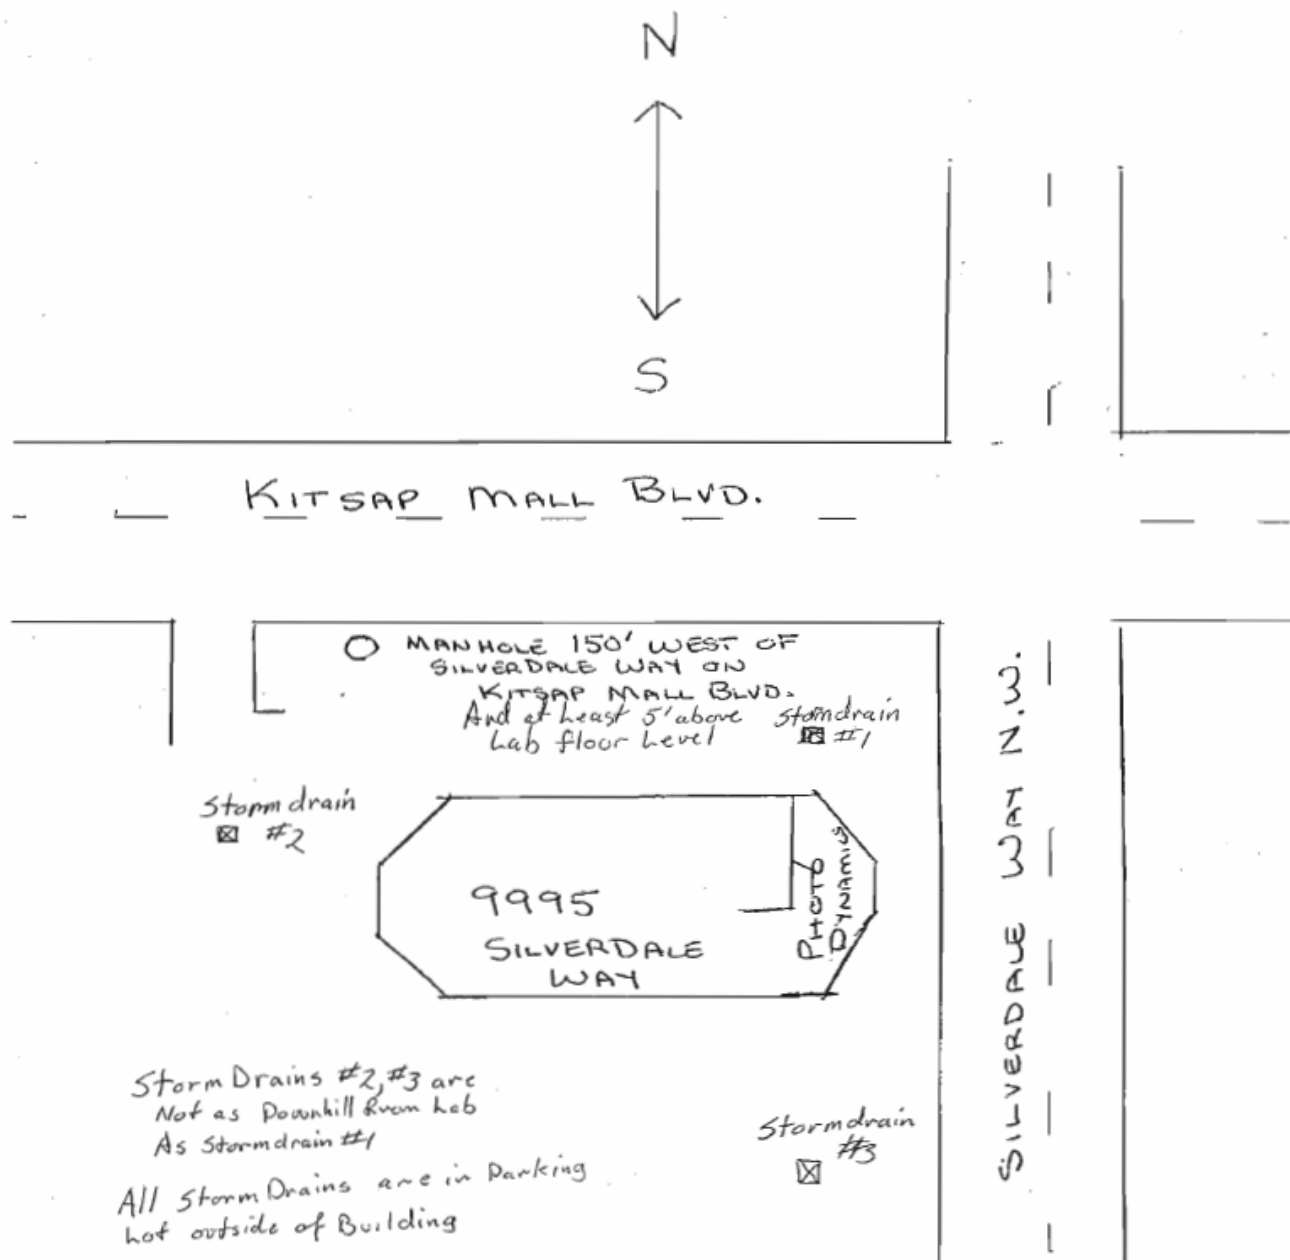 N
S
KITSAP MALL BLVD.
MANHOLE 150' WEST OF
SILVERDALE WAY ON
KITSAP MALL BLVD.
And at Least 5' above
Lab floor Level
Stormdrain
#1
Stormdrain
#2
9995
SILVERDALE
WAY
PHOTO
DYNAMICS
SILVERDALE WAY N.W.
Storm Drains #2, #3 are
Not as Downhill from Lab
As Stormdrain #1
All Storm Drains are in Parking
Lot outside of Building
Stormdrain
#3